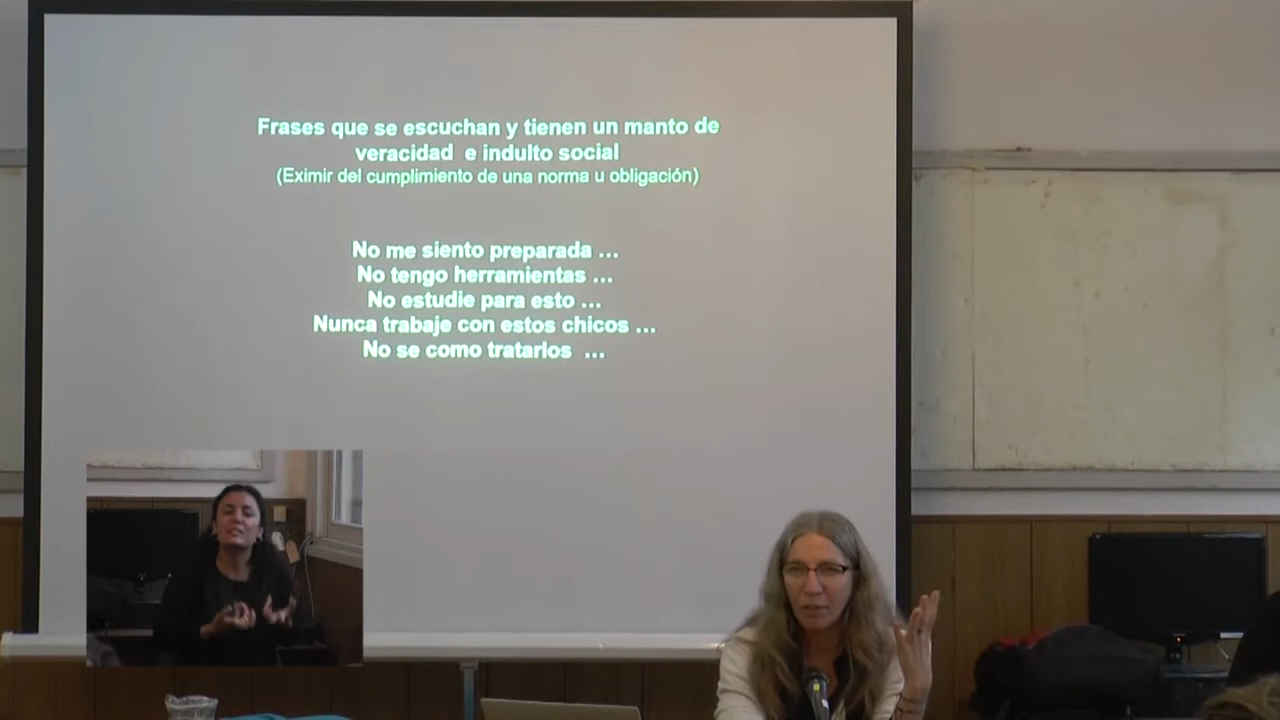 Frases que se escuchan y tienen un manto de
veracidad e indulto social
(Eximir del cumplimiento de una norma u obligación)
No me siento preparada ...
No tengo herramientas ...
No estudie para esto ...
Nunca trabaje con estos chicos ...
No se como tratarlos ...